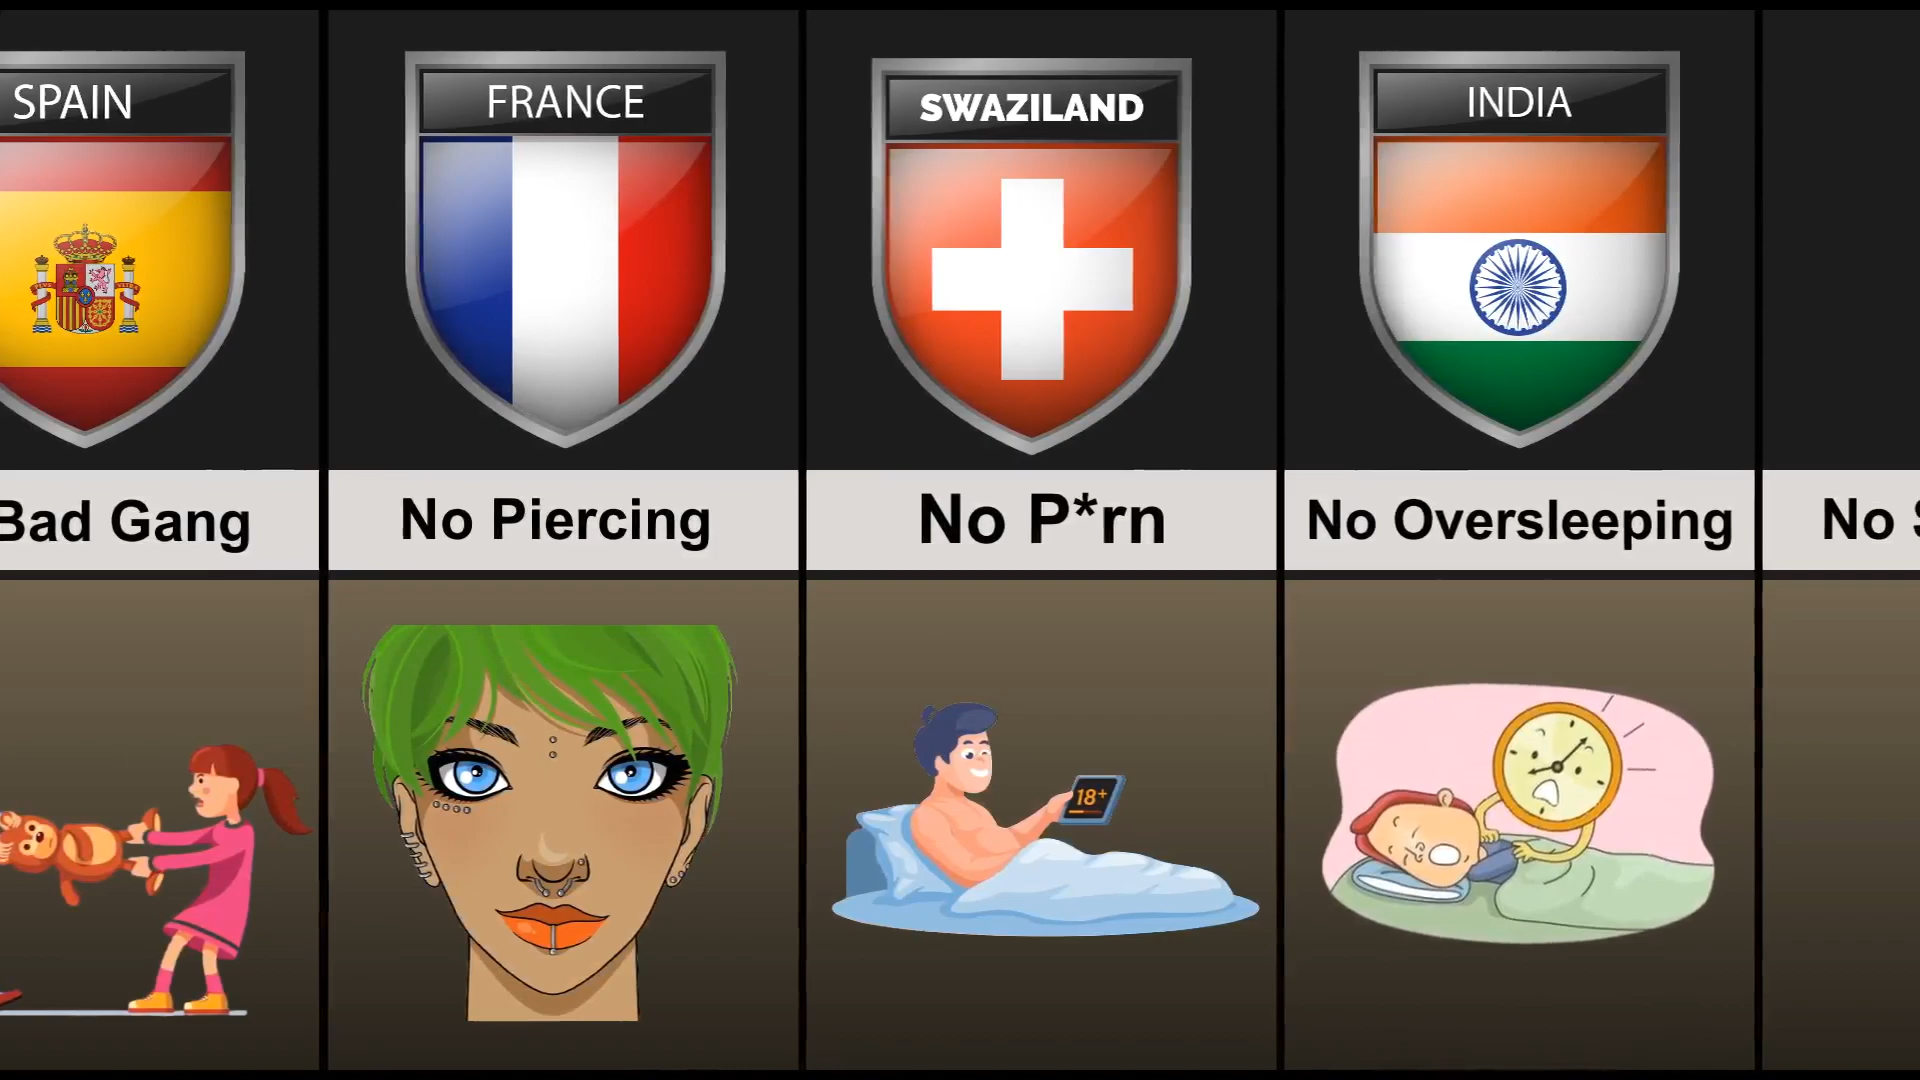 SPAIN
FRANCE
SWAZILAND
INDIA
Bad Gang
No Piercing
No P*rn
No Oversleeping
No
18+